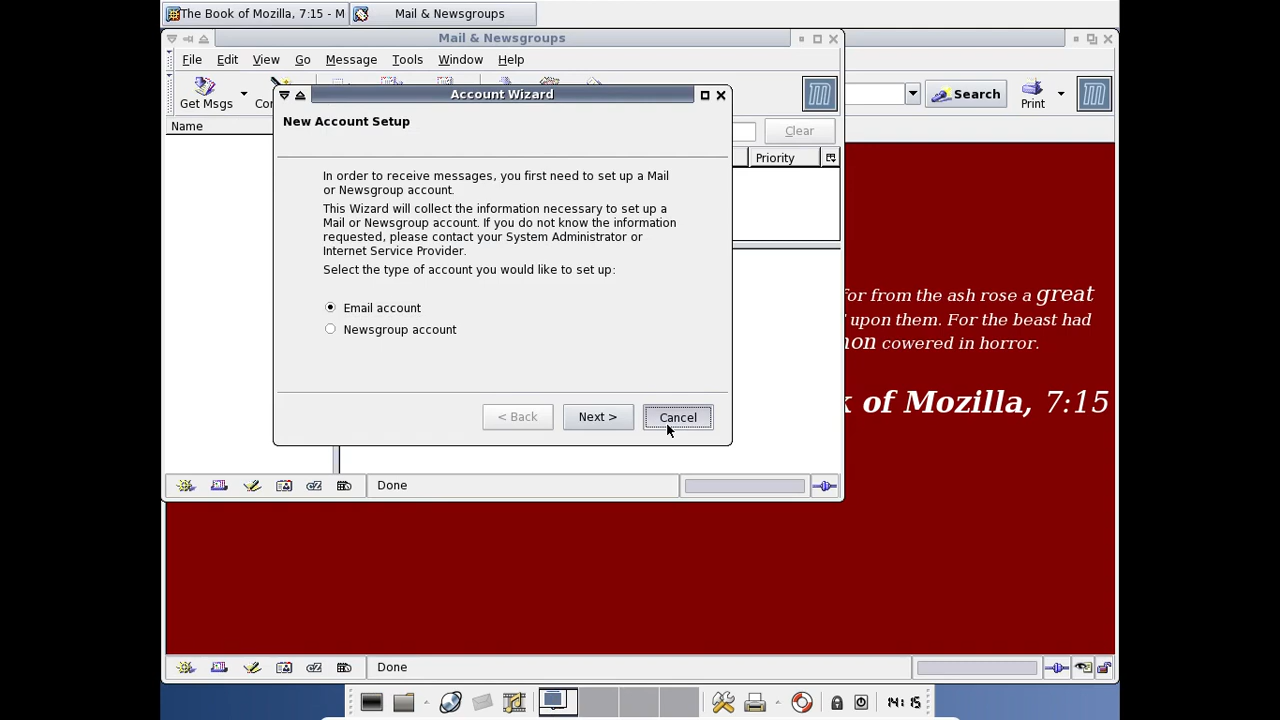 The Book of Mozilla, 7:15 - M
Mail & Newsgroups
Mail & Newsgroups
File Edit View Go Message Tools Window Help
Get Msgs
Search
Print
Account Wizard
Name
Clear
Priority
New Account Setup
In order to receive messages, you first need to set up a Mail
or Newsgroup account.
This Wizard will collect the information necessary to set up a
Mail or Newsgroup account. If you do not know the information
requested, please contact your System Administrator or
Internet Service Provider.
Select the type of account you would like to set up:
Email account
Newsgroup account
< Back Next > Cancel
for from the ash rose a great
upon them. For the beast had
cowered in horror.
of Mozilla, 7:15
Done
Done
14:15